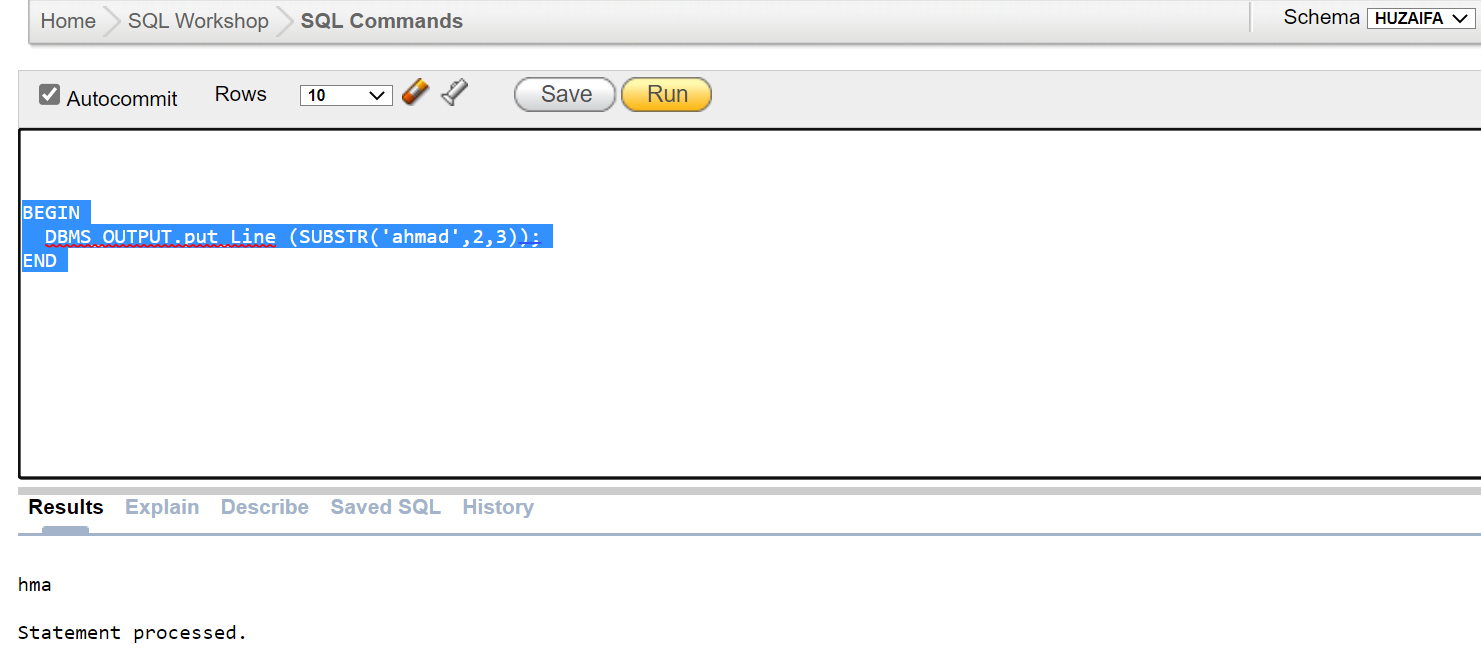 Home SQL Workshop SQL Commands Schema HUZAIFA
Autocommit Rows 10 Save Run
BEGIN
DBMS_OUTPUT.put_Line (SUBSTR('ahmad',2,3));
END
Results Explain Describe Saved SQL History
hma
Statement processed.